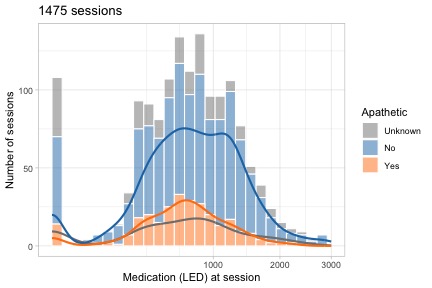 1475 sessions
Number of sessions
100
50
0
1000
2000
3000
Medication (LED) at session
Apathetic
Unknown
No
Yes